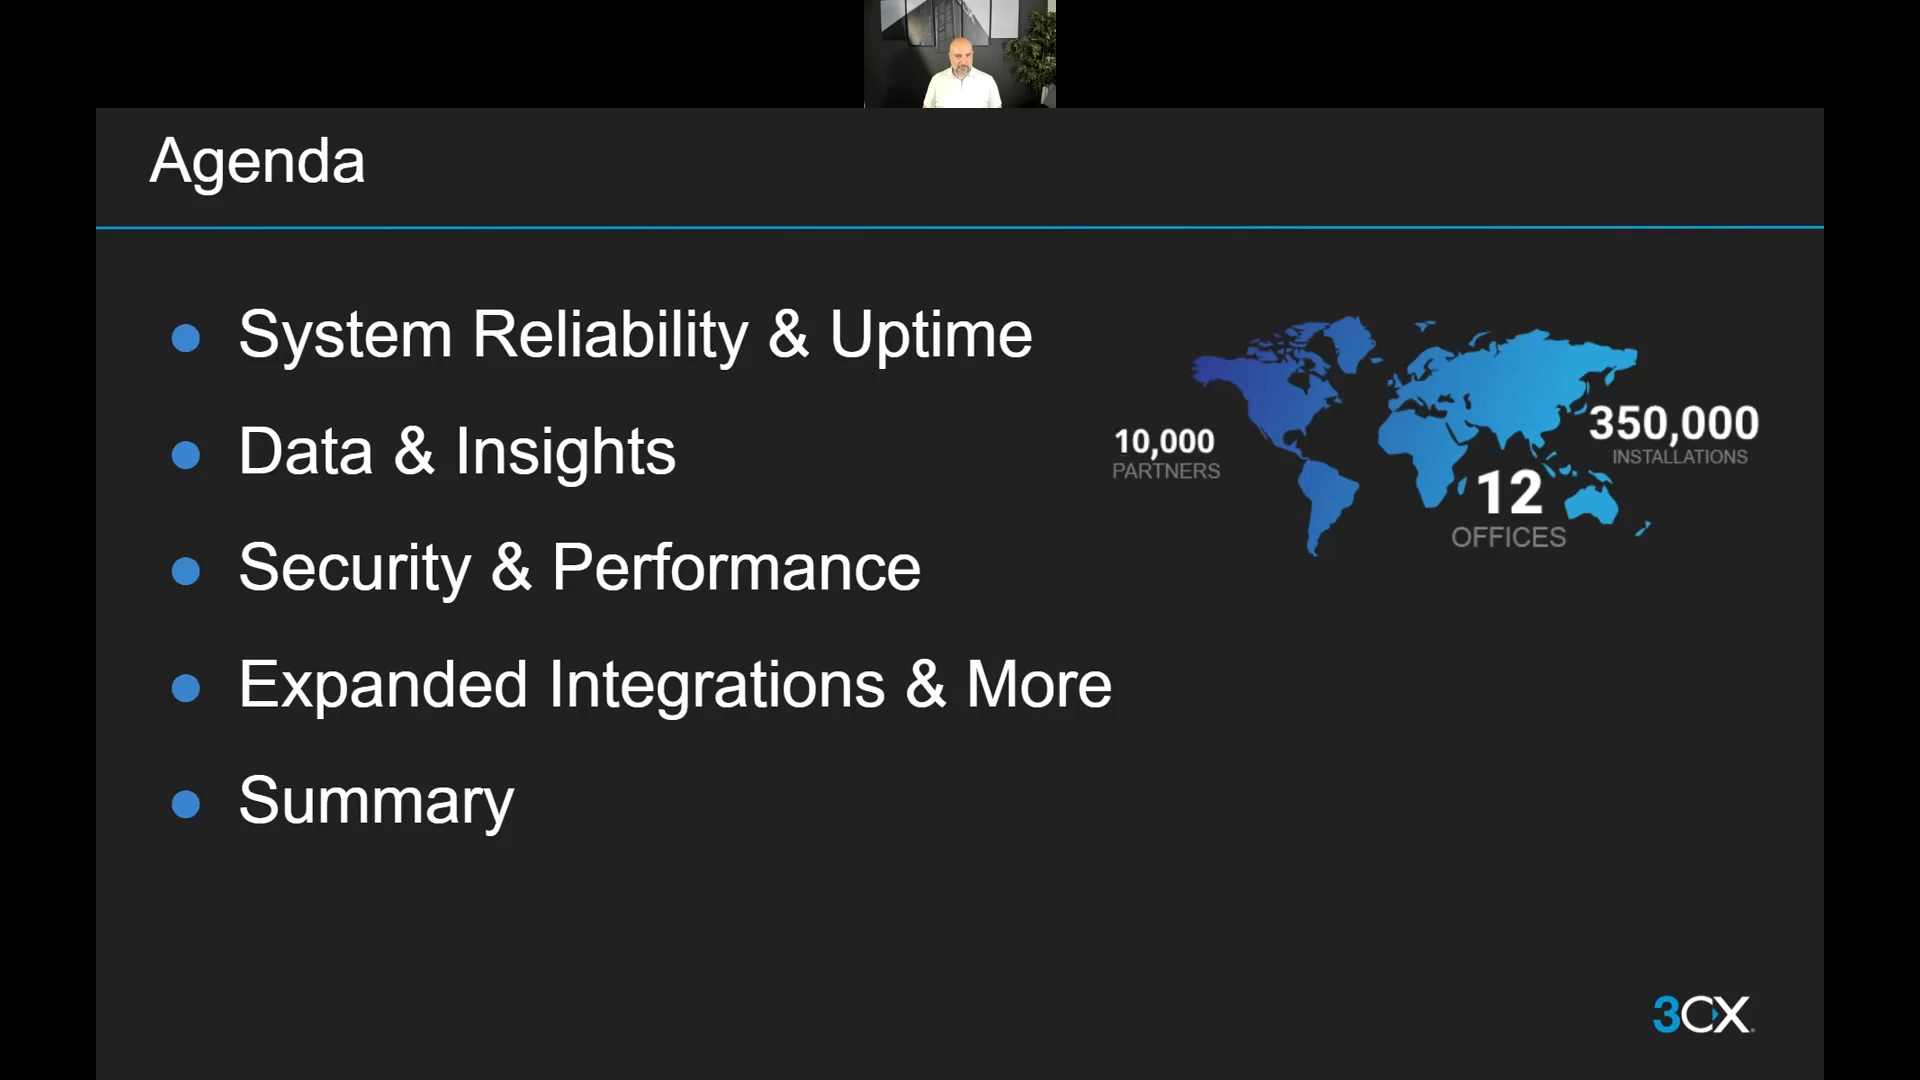 Agenda
System Reliability & Uptime
Data & Insights
Security & Performance
Expanded Integrations & More
Summary
10,000
PARTNERS
350,000
INSTALLATIONS
12
OFFICES
3CX